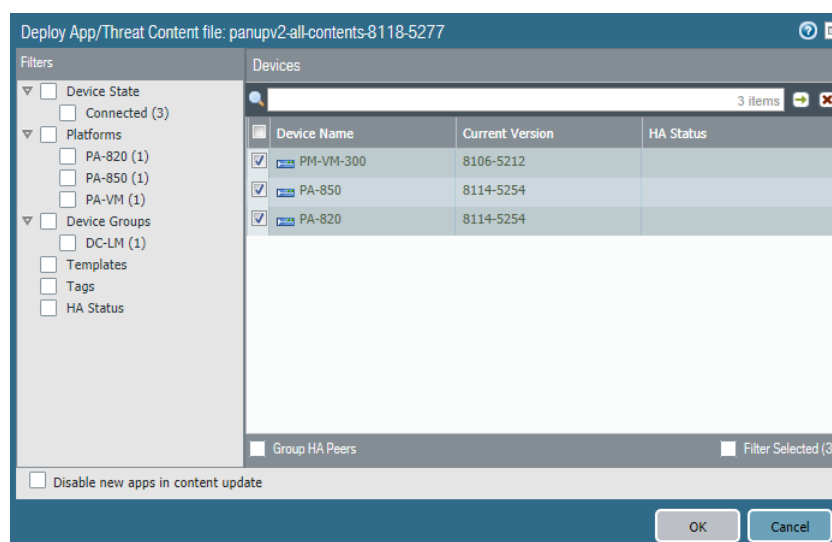 Deploy App/Threat Content file: panupv2-all-contents-8118-5277
Filters
Device State
Connected (3)
Platforms
PA-820 (1)
PA-850 (1)
PA-VM (1)
Device Groups
DC-LM (1)
Templates
Tags
HA Status
Devices
3 items
Device Name Current Version HA Status
PM-VM-300 8106-5212
PA-850 8114-5254
PA-820 8114-5254
Group HA Peers
Filter Selected (3
Disable new apps in content update
OK Cancel